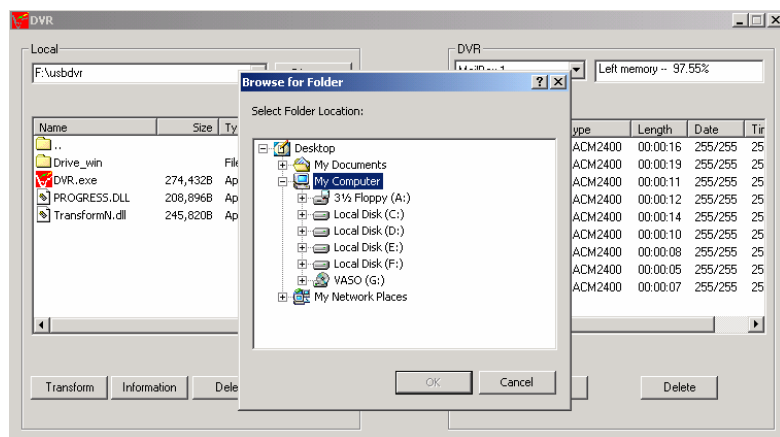 DVR
Local
DVR
F:\usbdvr
Left memory -- 97.55%
Browse for Folder
Select Folder Location:
Desktop
My Documents
My Computer
3½ Floppy (A:)
Local Disk (C:)
Local Disk (D:)
Local Disk (E:)
Local Disk (F:)
VASO (G:)
My Network Places
OK Cancel
Name Size Ty
..
Drive_win File
DVR.exe 274,432B Ap
PROGRESS.DLL 208,896B Ap
TransformN.dll 245,820B Ap
ype Length Date Tir
ACM2400 00:00:16 255/255 25
ACM2400 00:00:19 255/255 25
ACM2400 00:00:11 255/255 25
ACM2400 00:00:12 255/255 25
ACM2400 00:00:14 255/255 25
ACM2400 00:00:10 255/255 25
ACM2400 00:00:08 255/255 25
ACM2400 00:00:05 255/255 25
ACM2400 00:00:07 255/255 25
Transform Information Dele
Delete